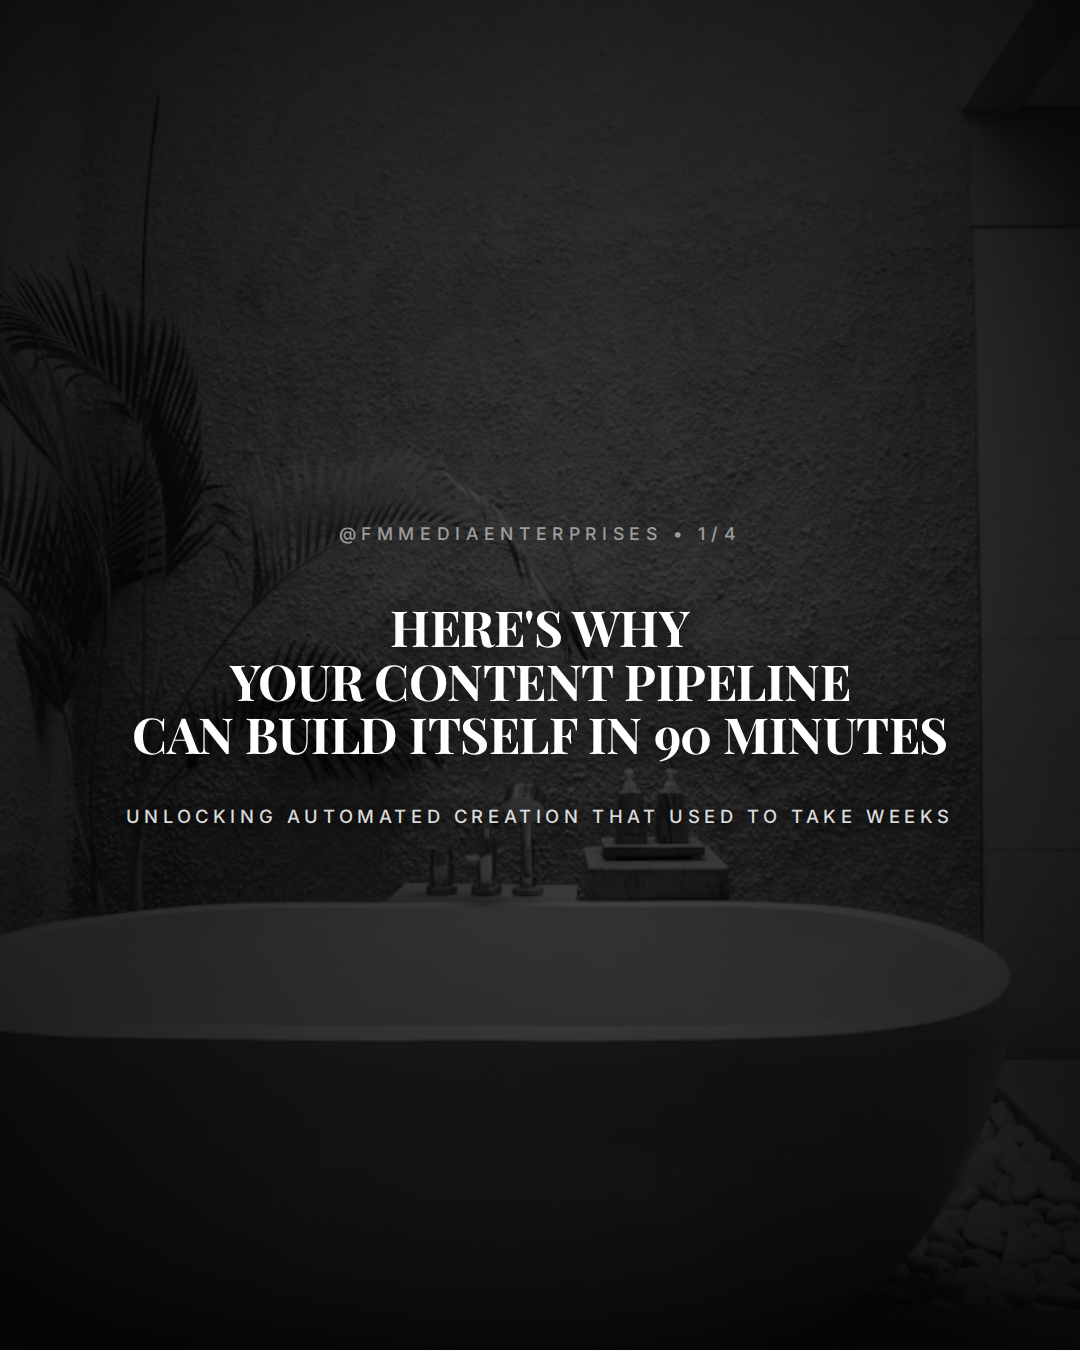 @FMMEDIAENTERPRISES • 1/4
HERE'S WHY
YOUR CONTENT PIPELINE
CAN BUILD ITSELF IN 90 MINUTES
UNLOCKING AUTOMATED CREATION THAT USED TO TAKE WEEKS